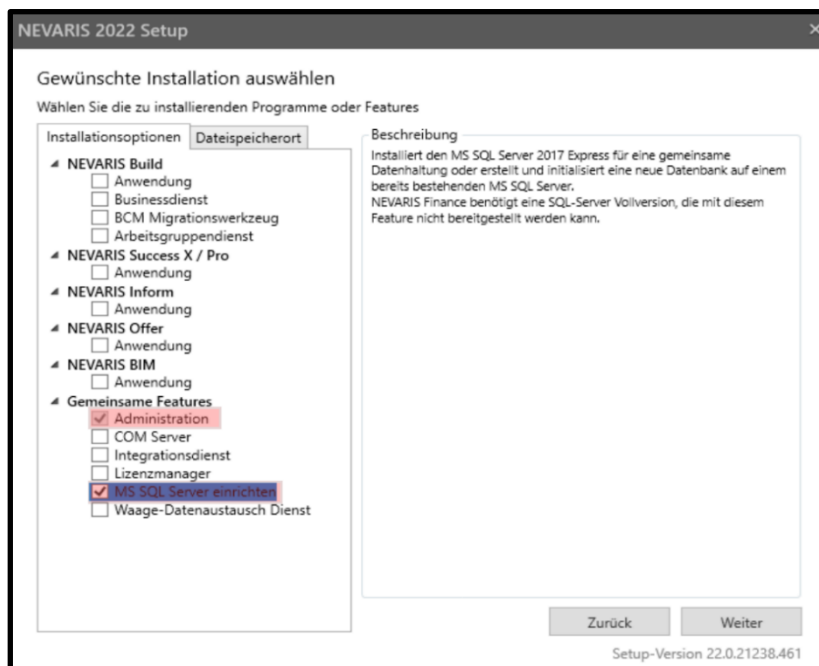 NEVARIS 2022 Setup
Gewünschte Installation auswählen
Wählen Sie die zu installierenden Programme oder Features
Installationsoptionen
Dateispeicherort
NEVARIS Build
Anwendung
Businessdienst
BCM Migrationswerkzeug
Arbeitsgruppendienst
NEVARIS Success X / Pro
Anwendung
NEVARIS Inform
Anwendung
NEVARIS Offer
Anwendung
NEVARIS BIM
Anwendung
Gemeinsame Features
Administration
COM Server
Integrationsdienst
Lizenzmanager
MS SQL Server einrichten
Waage-Datenaustausch Dienst
Beschreibung
Installiert den MS SQL Server 2017 Express für eine gemeinsame
Datenhaltung oder erstellt und initialisiert eine neue Datenbank auf einem
bereits bestehenden MS SQL Server.
NEVARIS Finance benötigt eine SQL-Server Vollversion, die mit diesem
Feature nicht bereitgestellt werden kann.
Zurück
Weiter
Setup-Version 22.0.21238.461